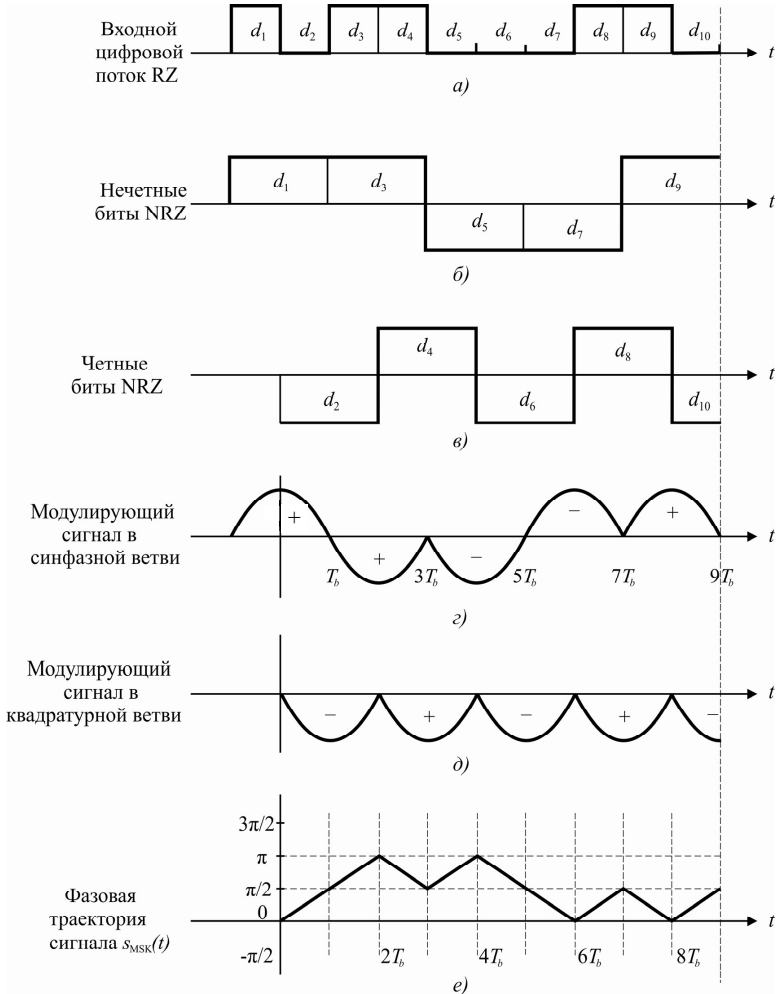 Входной
цифровой
поток RZ
d1 d2 d3 d4 d5 d6 d7 d8 d9 d10 t
а)
Нечетные
биты NRZ
d1 d3 d5 d7 d9 t
б)
Четные
биты NRZ
d2 d4 d6 d8 d10 t
в)
Модулирующий
сигнал в
синфазной ветви
+ + − − + t
Tb 3Tb 5Tb 7Tb 9Tb
г)
Модулирующий
сигнал в
квадратурной ветви
− + − + − t
д)
3π/2
π
π/2
0
-π/2
Фазовая
траектория
сигнала sMSK(t)
t
2Tb 4Tb 6Tb 8Tb
е)